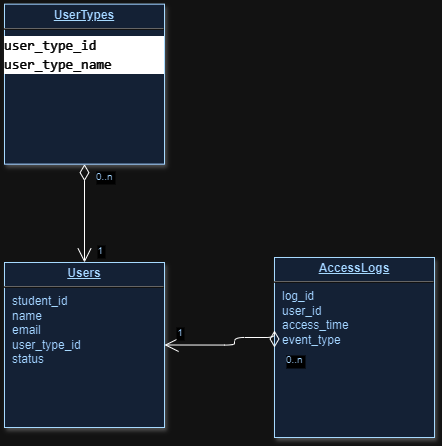 UserTypes
user_type_id
user_type_name
0..n
1
Users
student_id
name
email
user_type_id
status
1
AccessLogs
log_id
user_id
access_time
event_type
0..n